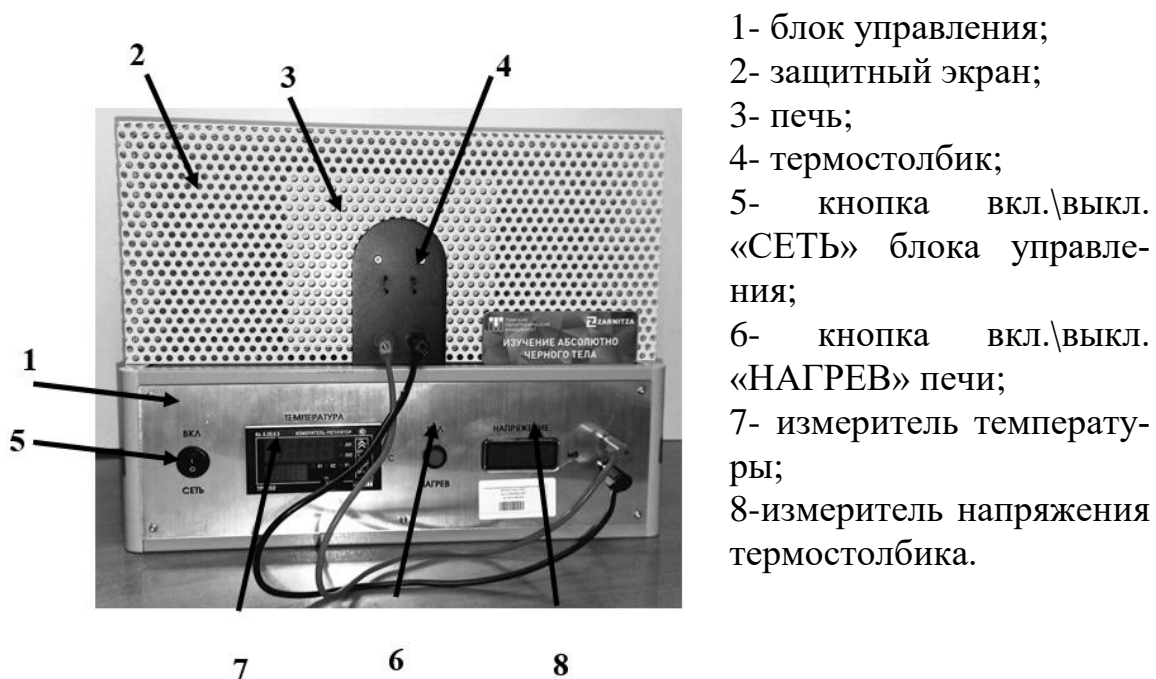 2
3
4
1
5
7
6
8
1- блок управления;
2- защитный экран;
3- печь;
4- термостолбик;
5- кнопка вкл.\выкл.
«СЕТЬ» блока управле-
ния;
6- кнопка вкл.\выкл.
«НАГРЕВ» печи;
7- измеритель температу-
ры;
8-измеритель напряжения
термостолбика.
ZARNITZA
ИЗУЧЕНИЕ АБСОЛЮТНО
ЧЕРНОГО ТЕЛА
ТЕМПЕРАТУРА
ИЗМЕРИТЕЛЬ-РЕГУЛЯТОР
ВКЛ
СЕТЬ
НАПРЯЖЕНИЕ